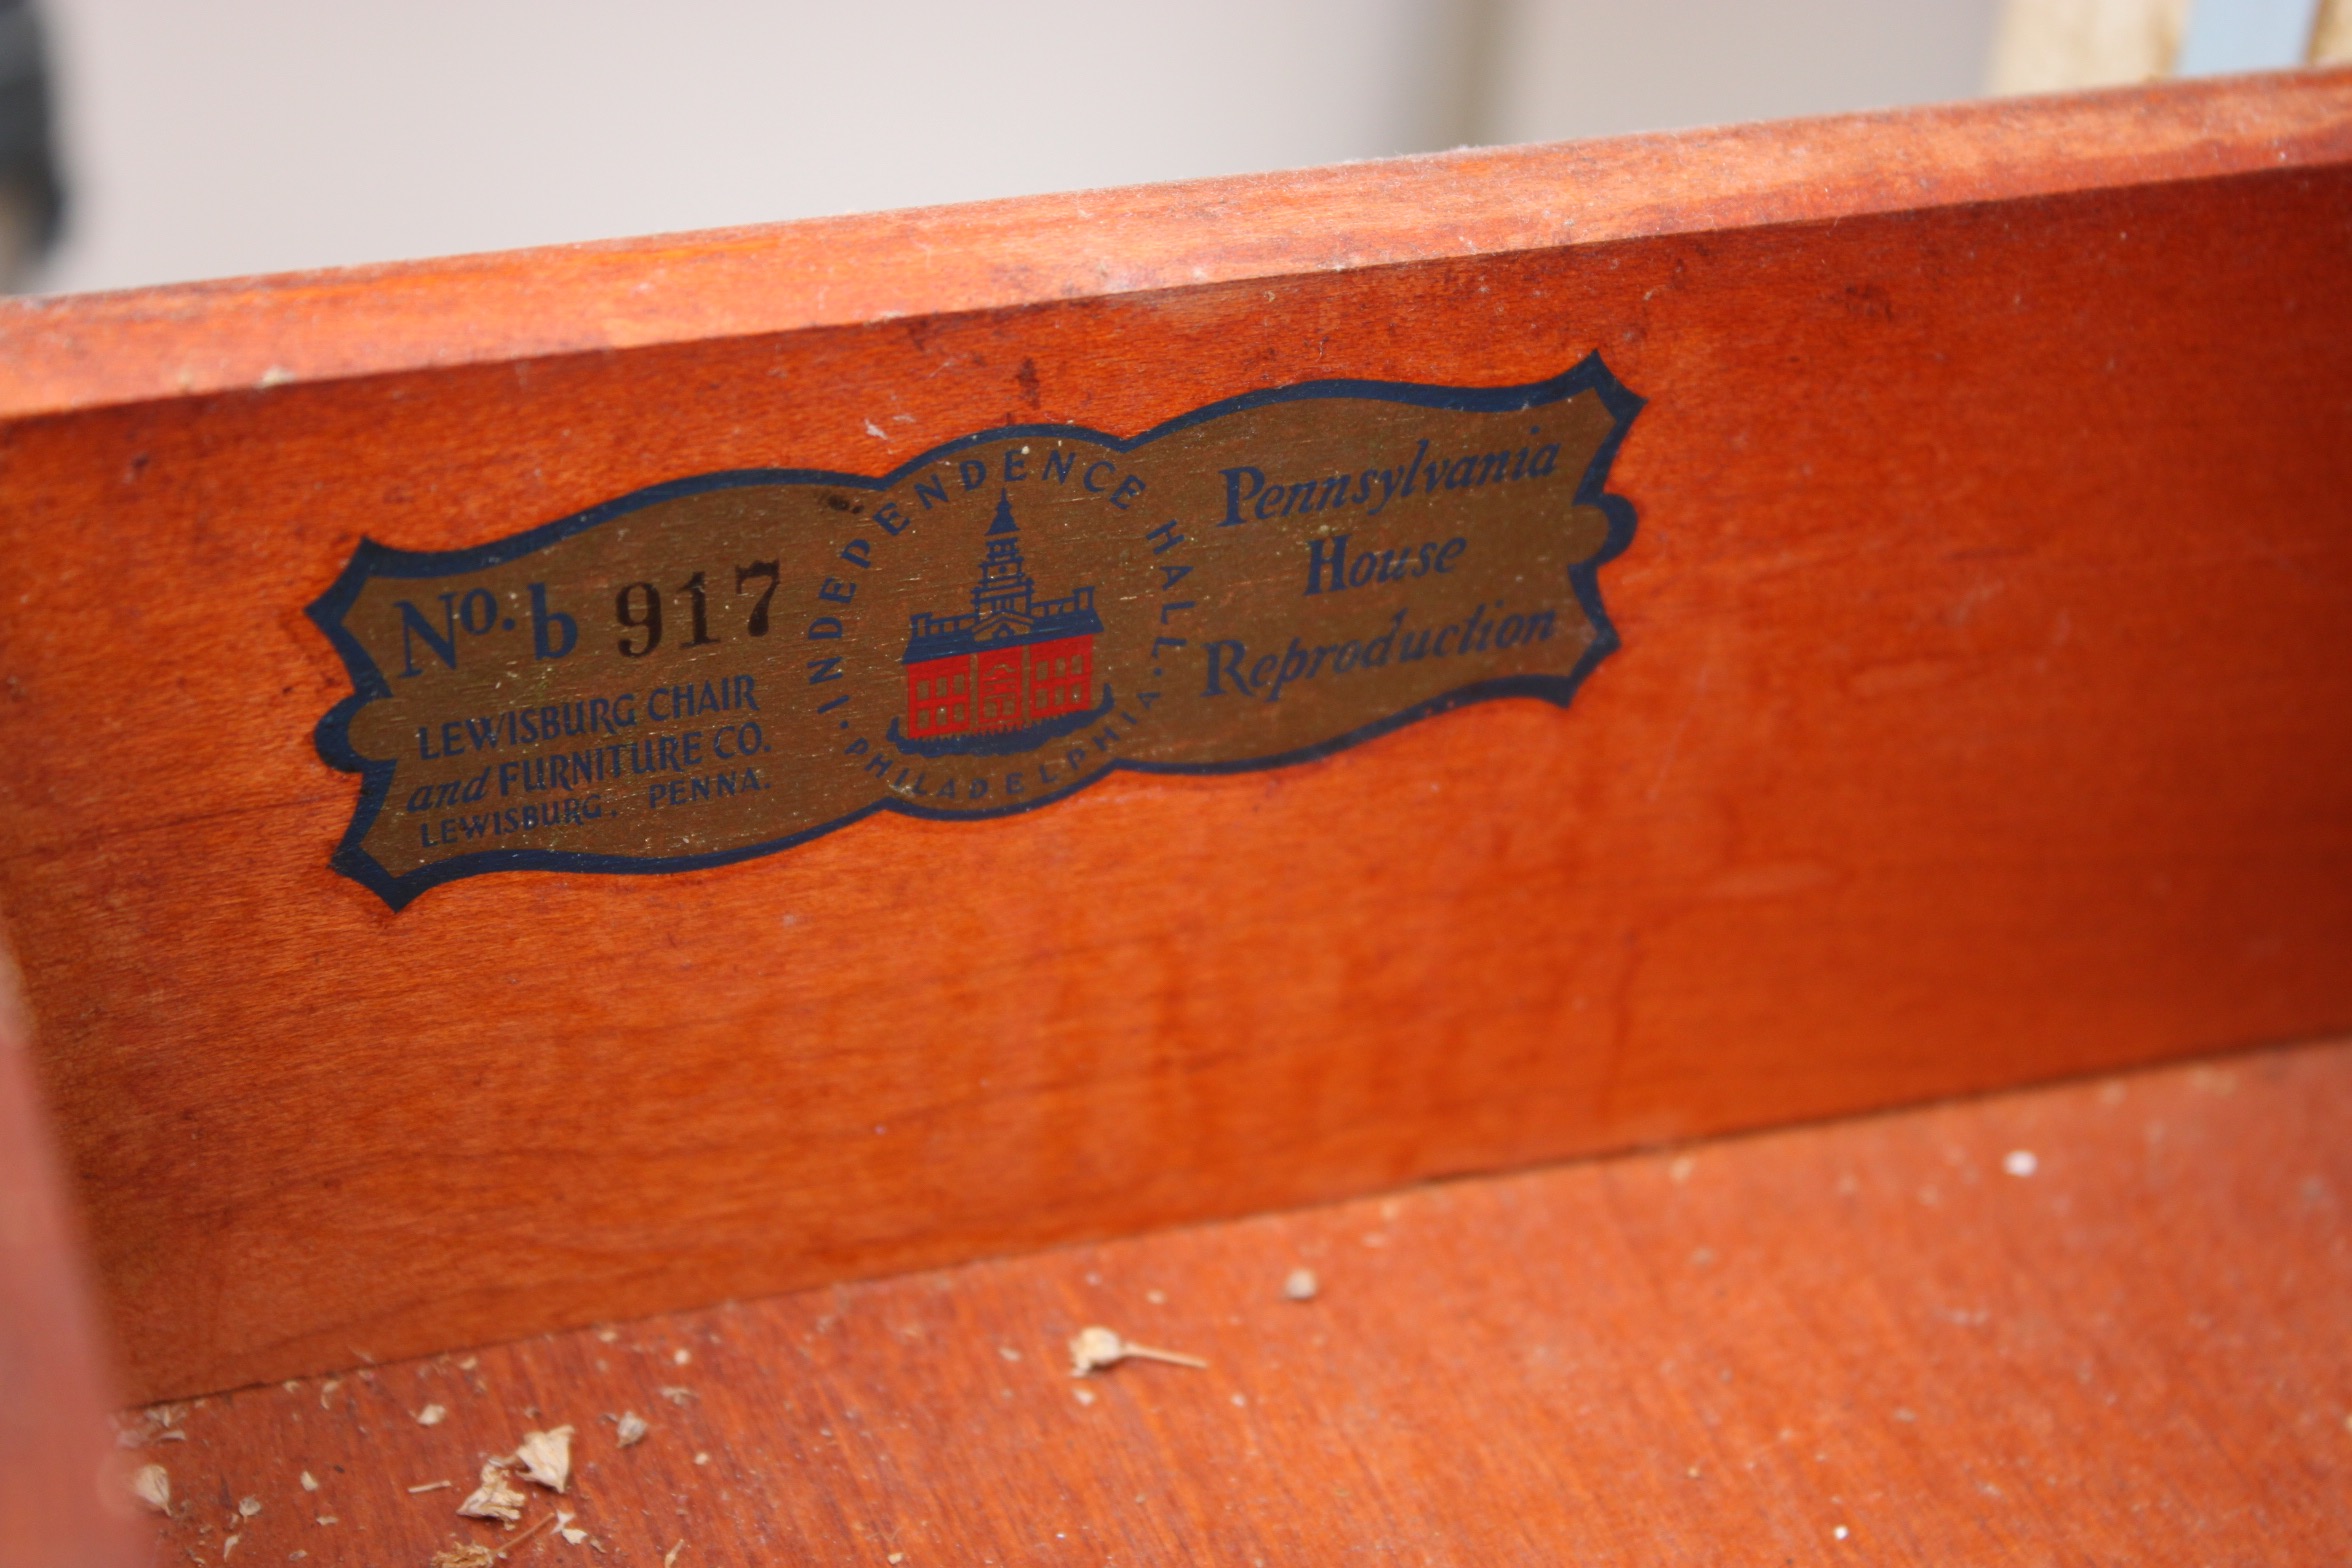 No. b 917
LEWISBURG CHAIR
and FURNITURE CO.
LEWISBURG, PENNA.
INDEPENDENCE HALL.
PHILADELPHIA.
Pennsylvania
House
Reproduction